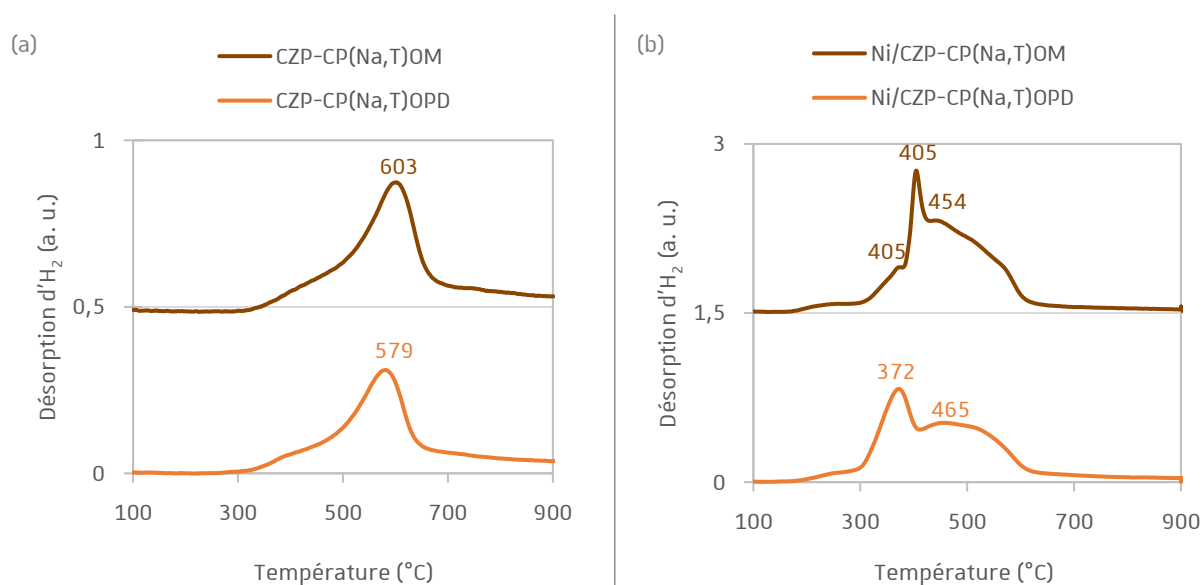 (a)
CZP-CP(Na,T)OM
CZP-CP(Na,T)OPD
1
0,5
0
603
579
100 300 500 700 900
Désorption d'H₂ (a. u.)
Température (°C)
(b)
Ni/CZP-CP(Na,T)OM
Ni/CZP-CP(Na,T)OPD
3
1,5
0
405
454
405
372
465
100 300 500 700 900
Désorption d'H₂ (a. u.)
Température (°C)